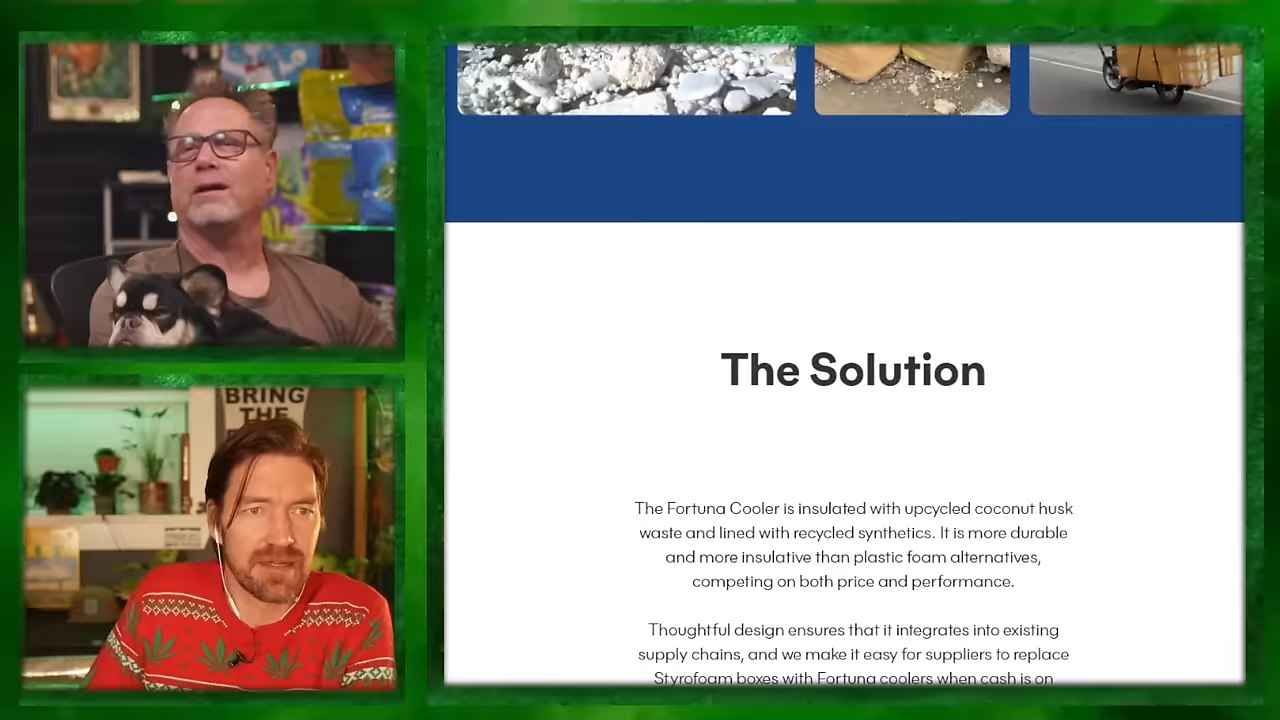 BRING
THE
The Solution
The Fortuna Cooler is insulated with upcycled coconut husk
waste and lined with recycled synthetics. It is more durable
and more insulative than plastic foam alternatives,
competing on both price and performance.
Thoughtful design ensures that it integrates into existing
supply chains, and we make it easy for suppliers to replace
Styrofoam boxes with Fortuna coolers when cash is on